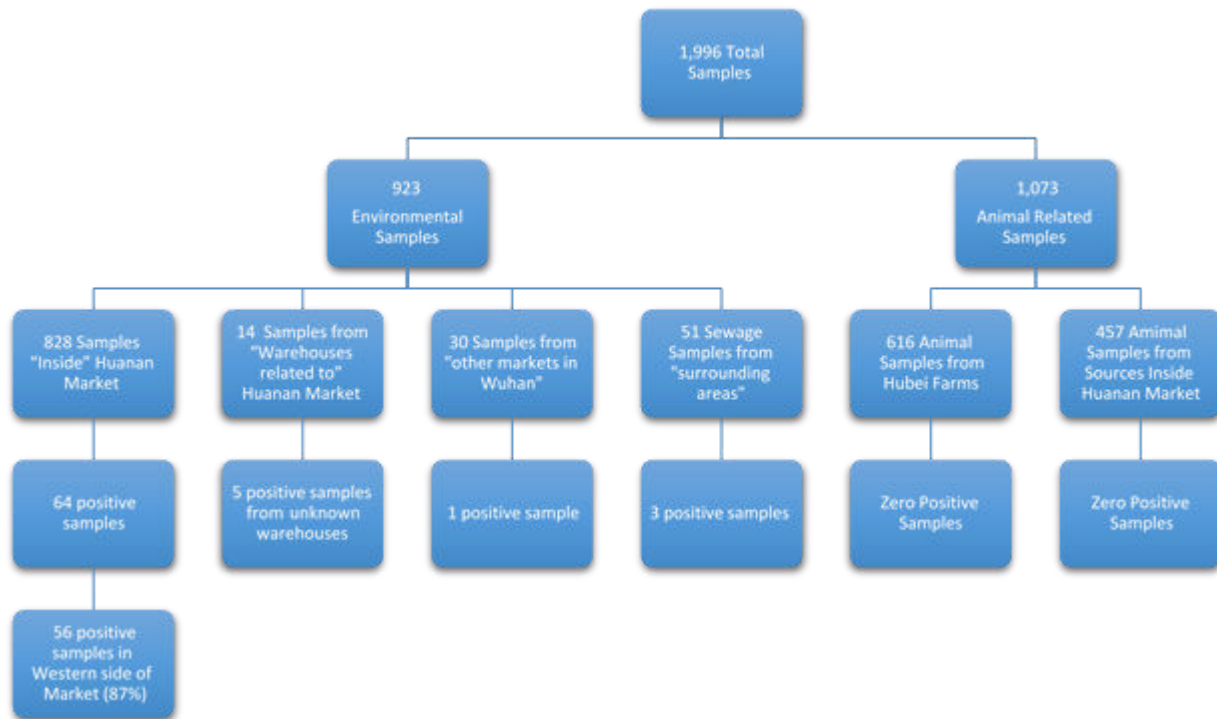 1,996 Total
Samples
923
Environmental
Samples
1,073
Animal Related
Samples
828 Samples
"Inside" Huanan
Market
14 Samples from
"Warehouses
related to"
Huanan Market
30 Samples from
"other markets in
Wuhan"
51 Sewage
Samples from
"surrounding
areas"
616 Animal
Samples from
Hubei Farms
457 Amimal
Samples from
Sources Inside
Huanan Market
64 positive
samples
5 positive samples
from unknown
warehouses
1 positive sample
3 positive samples
Zero Positive
Samples
Zero Positive
Samples
56 positive
samples in
Western side of
Market (87%)